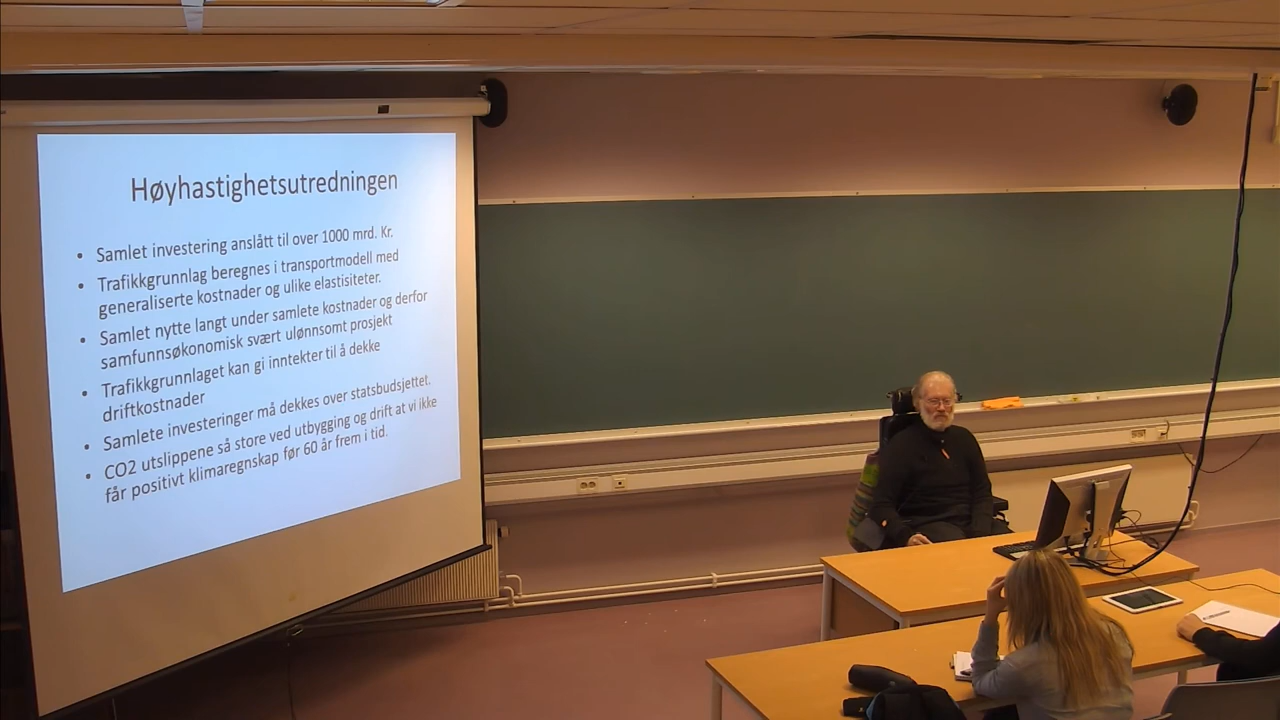 Høyhastighetsutredningen
• Samlet investering anslått til over 1000 mrd. Kr.
• Trafikkgrunnlag beregnes i transportmodell med
generaliserte kostnader og ulike elastisiteter.
• Samlet nytte langt under samlete kostnader og derfor
samfunnsøkonomisk svært ulønnsomt prosjekt
• Trafikkgrunnlaget kan gi inntekter til å dekke
driftkostnader
• Samlete investeringer må dekkes over statsbudsjettet.
• CO2 utslippene så store ved utbygging og drift at vi ikke
får positivt klimaregnskap før 60 år frem i tid.